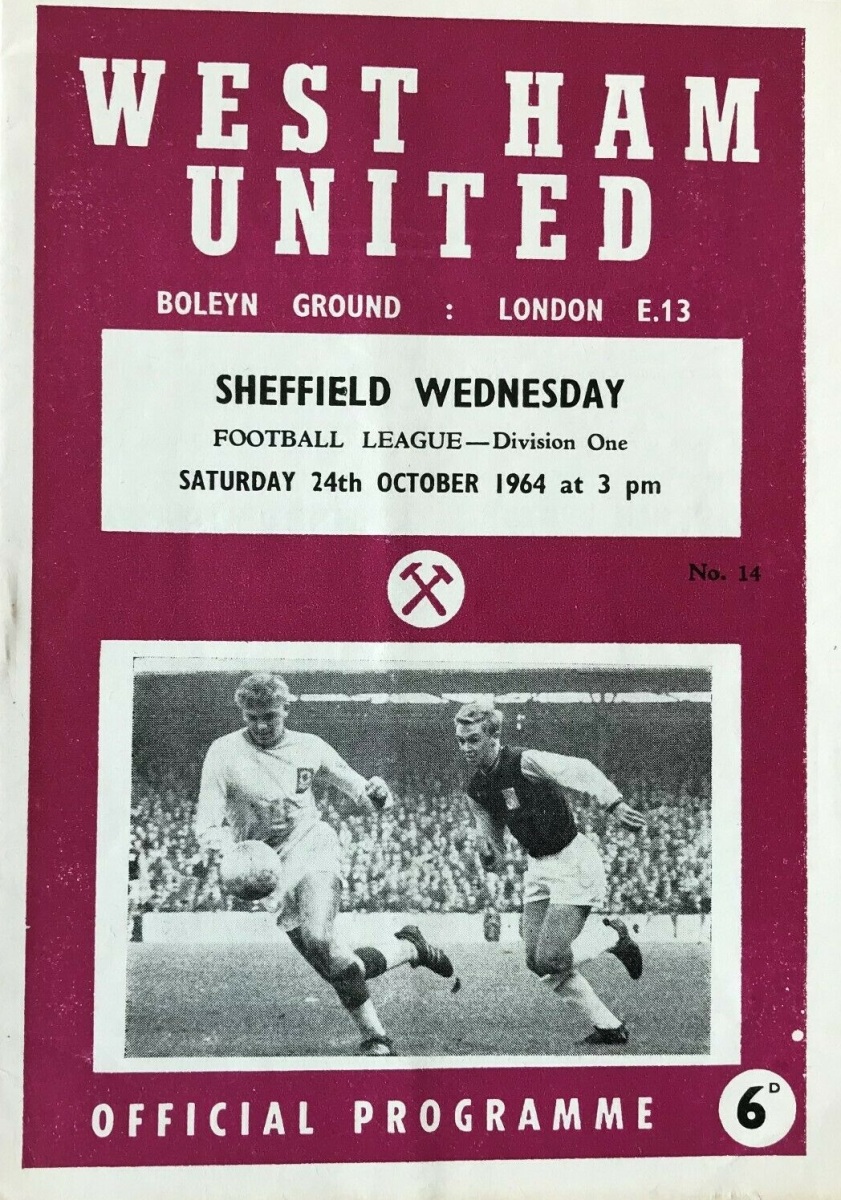 WEST HAM
UNITED
BOLEYN GROUND : LONDON E.13
SHEFFIELD WEDNESDAY
FOOTBALL LEAGUE—Division One
SATURDAY 24th OCTOBER 1964 at 3 pm
No. 14
OFFICIAL PROGRAMME
6D